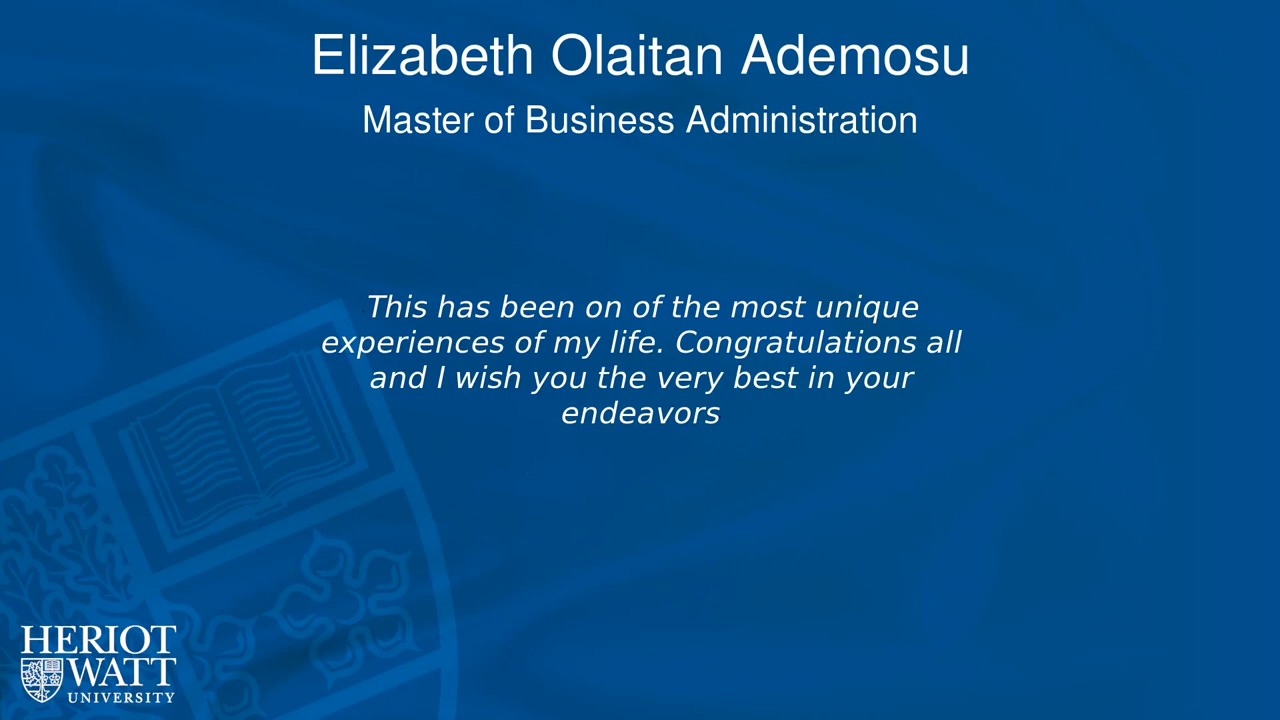 Elizabeth Olaitan Ademosu
Master of Business Administration
This has been on of the most unique
experiences of my life. Congratulations all
and I wish you the very best in your
endeavors
HERIOT
WATT
UNIVERSITY